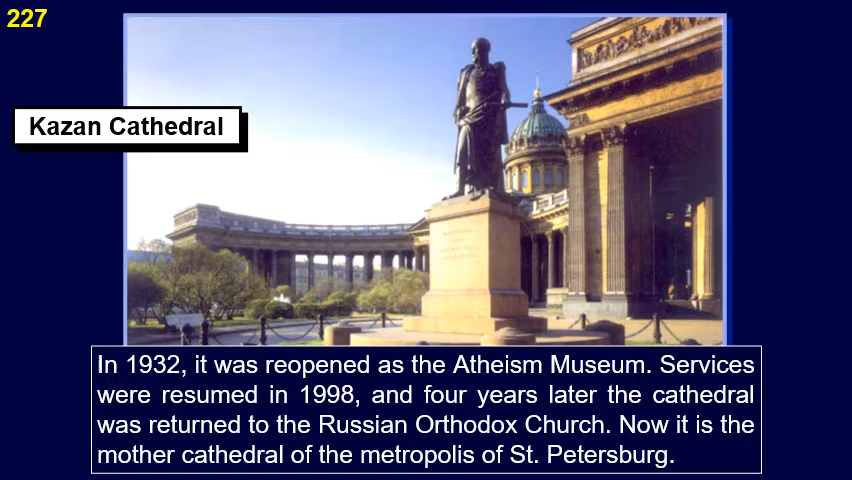 227
Kazan Cathedral
In 1932, it was reopened as the Atheism Museum. Services
were resumed in 1998, and four years later the cathedral
was returned to the Russian Orthodox Church. Now it is the
mother cathedral of the metropolis of St. Petersburg.